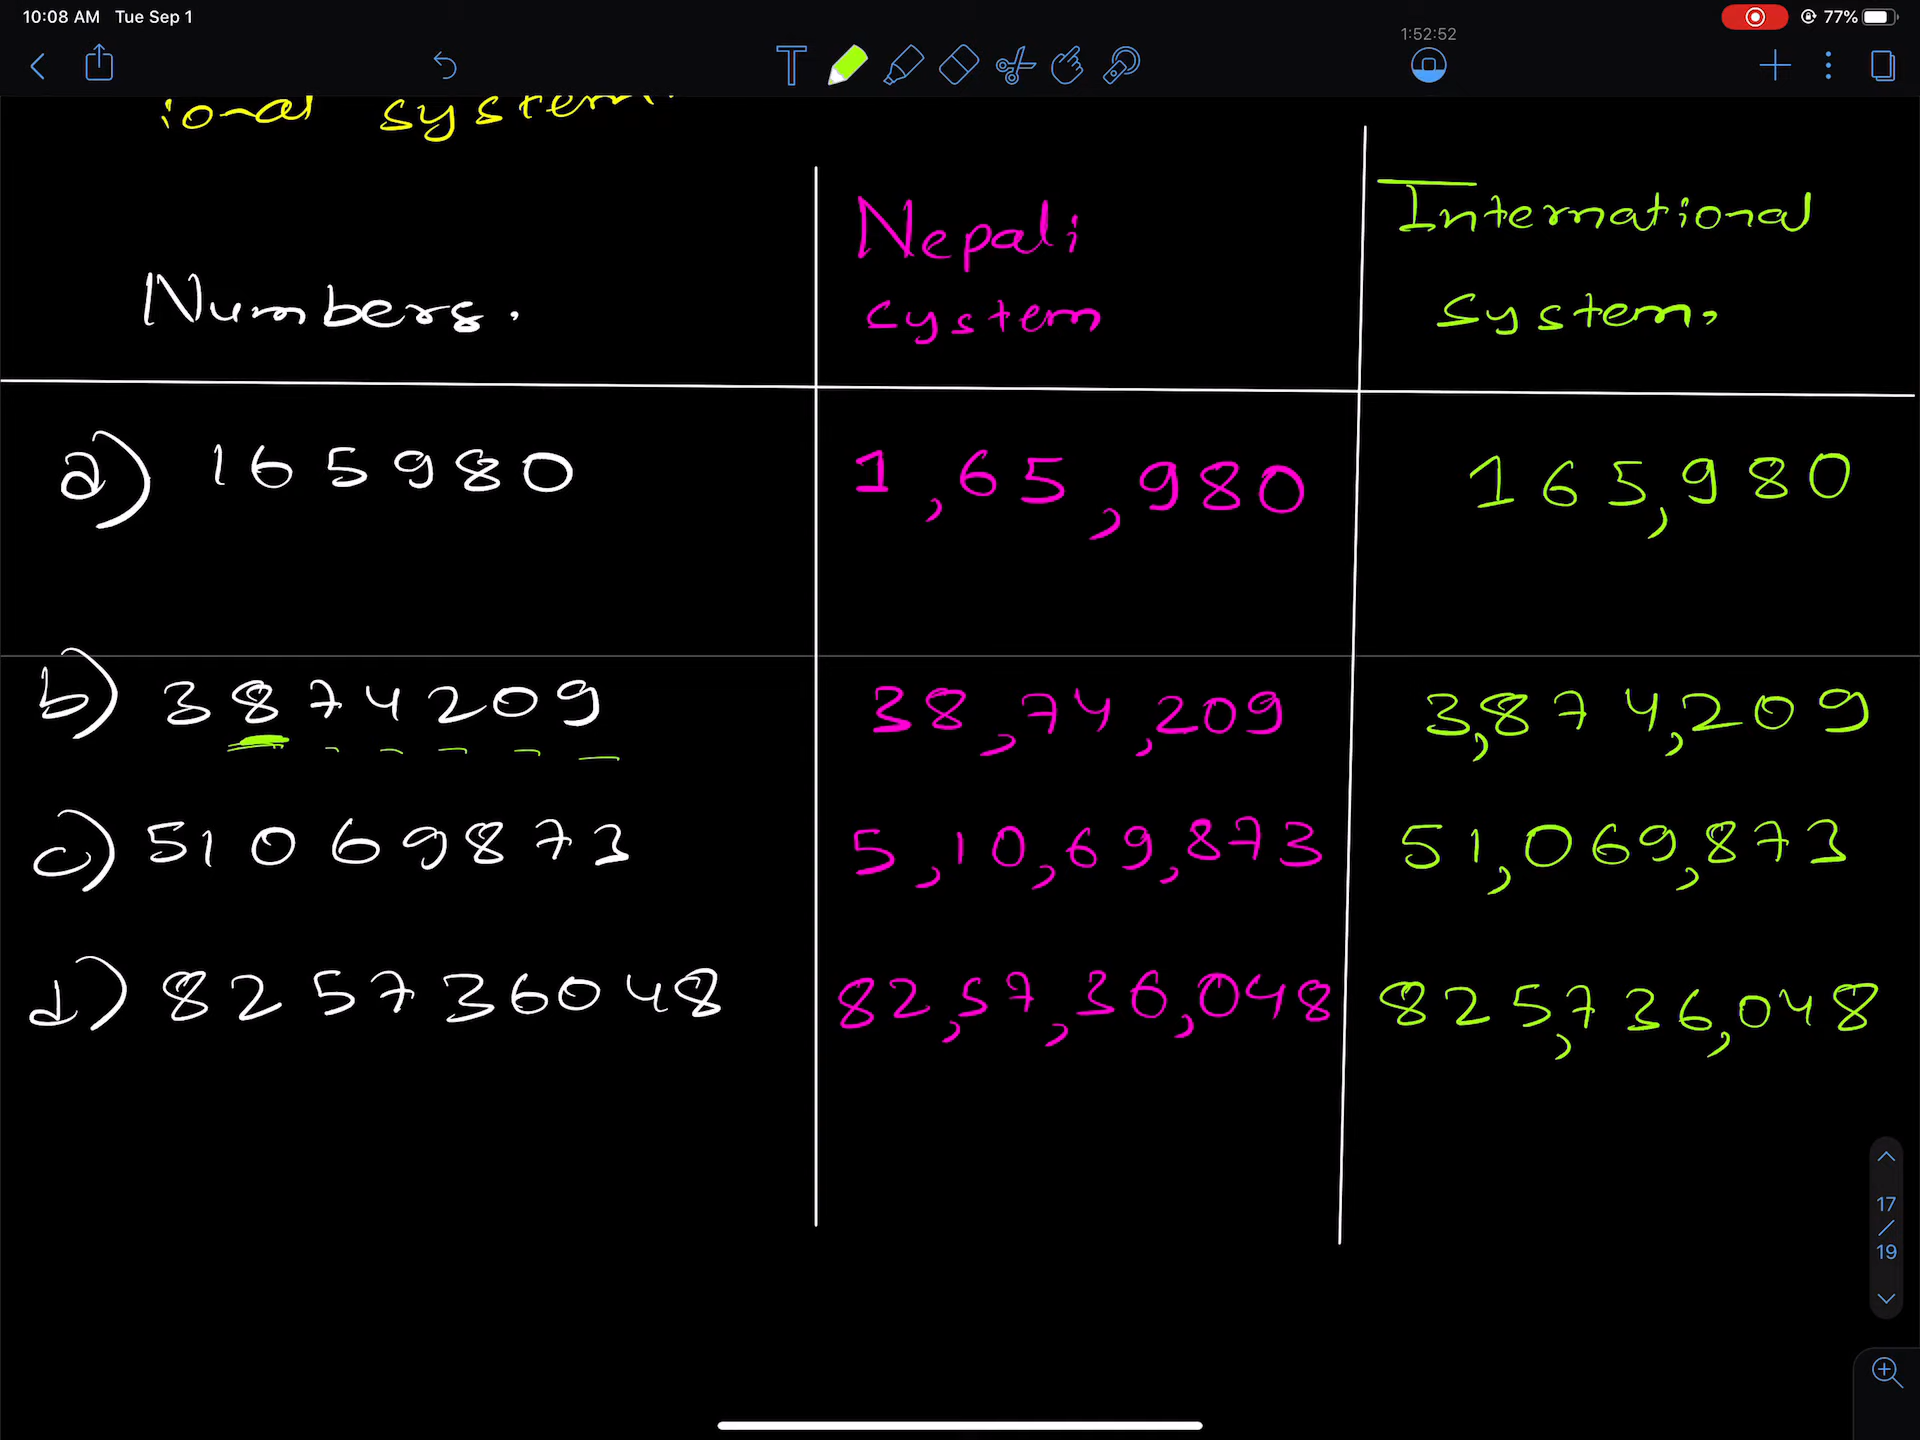 10:08 AM Tue Sep 1
77%
1:52:52
T
ional system.
Numbers.
Nepali
system
International
system.
a) 165980
1,65,980
165,980
b) 3874209
38,74,209
3,874,209
c) 51069873
5,10,69,873
51,069,873
d) 825736048
82,57,36,048
825,736,048
17
/
19